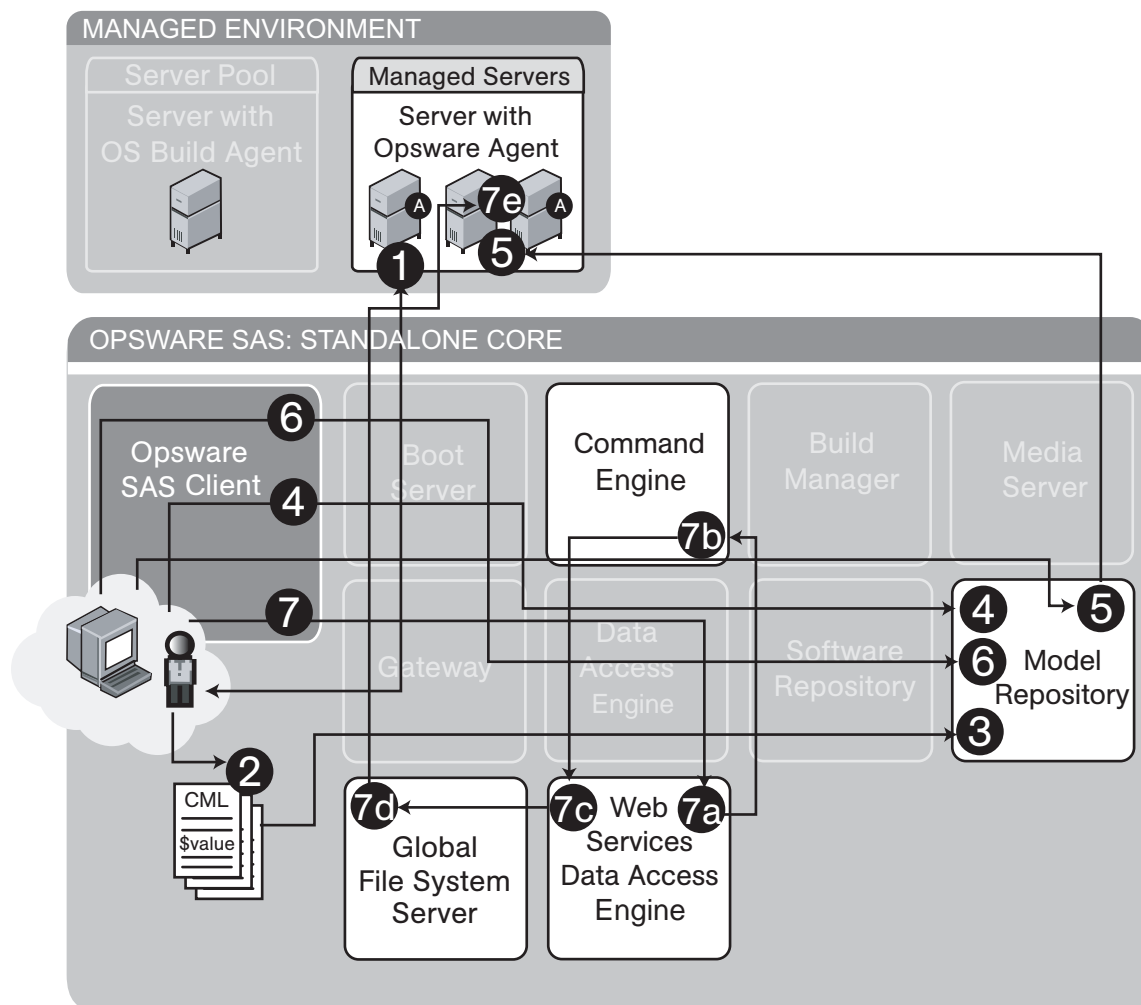 MANAGED ENVIRONMENT
Server Pool
Server with
OS Build Agent
Managed Servers
Server with
Opsware Agent
A
7e
A
1
5
OPSWARE SAS: STANDALONE CORE
6
Opsware
SAS Client
4
7
Boot
Server
Command
Engine
7b
Build
Manager
Media
Server
Gateway
Data
Access
Engine
Software
Repository
4
5
6
Model
Repository
3
2
CML
$value
7d
Global
File System
Server
7c
Web
7a
Services
Data Access
Engine